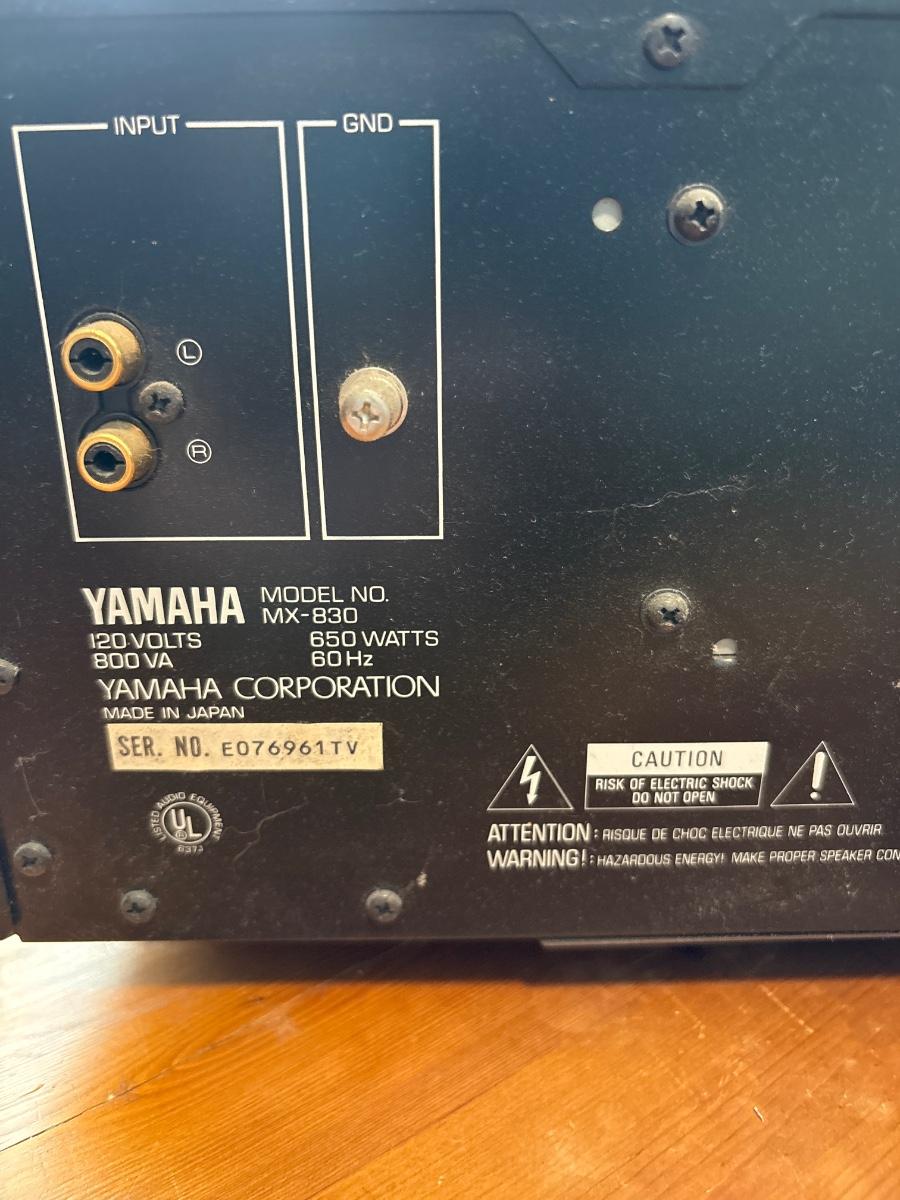 INPUT
GND
L
R
YAMAHA MODEL NO.
MX-830
120 VOLTS 650 WATTS
800 VA 60 Hz
YAMAHA CORPORATION
MADE IN JAPAN
SER. NO. E076961TV
LISTED AUDIO EQUIPMENT
UL
CAUTION
RISK OF ELECTRIC SHOCK
DO NOT OPEN
ATTENTION : RISQUE DE CHOC ELECTRIQUE NE PAS OUVRIR
WARNING! : HAZARDOUS ENERGY! MAKE PROPER SPEAKER CON